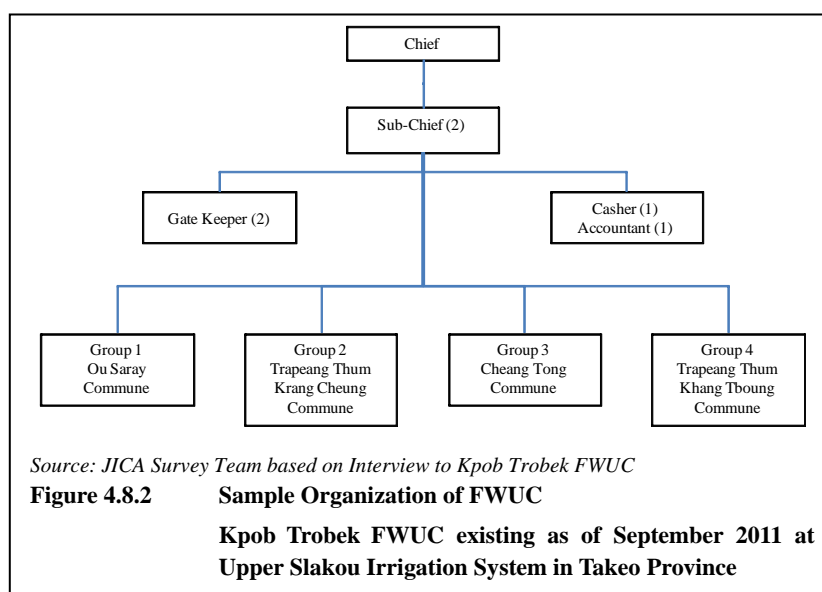 Chief
Sub-Chief (2)
Gate Keeper (2)
Casher (1)
Accountant (1)
Group 1
Ou Saray
Commune
Group 2
Trapeang Thum
Krang Cheung
Commune
Group 3
Cheang Tong
Commune
Group 4
Trapeang Thum
Khang Tboung
Commune
Source: JICA Survey Team based on Interview to Kpob Trobek FWUC
Figure 4.8.2 Sample Organization of FWUC
Kpob Trobek FWUC existing as of September 2011 at
Upper Slakou Irrigation System in Takeo Province